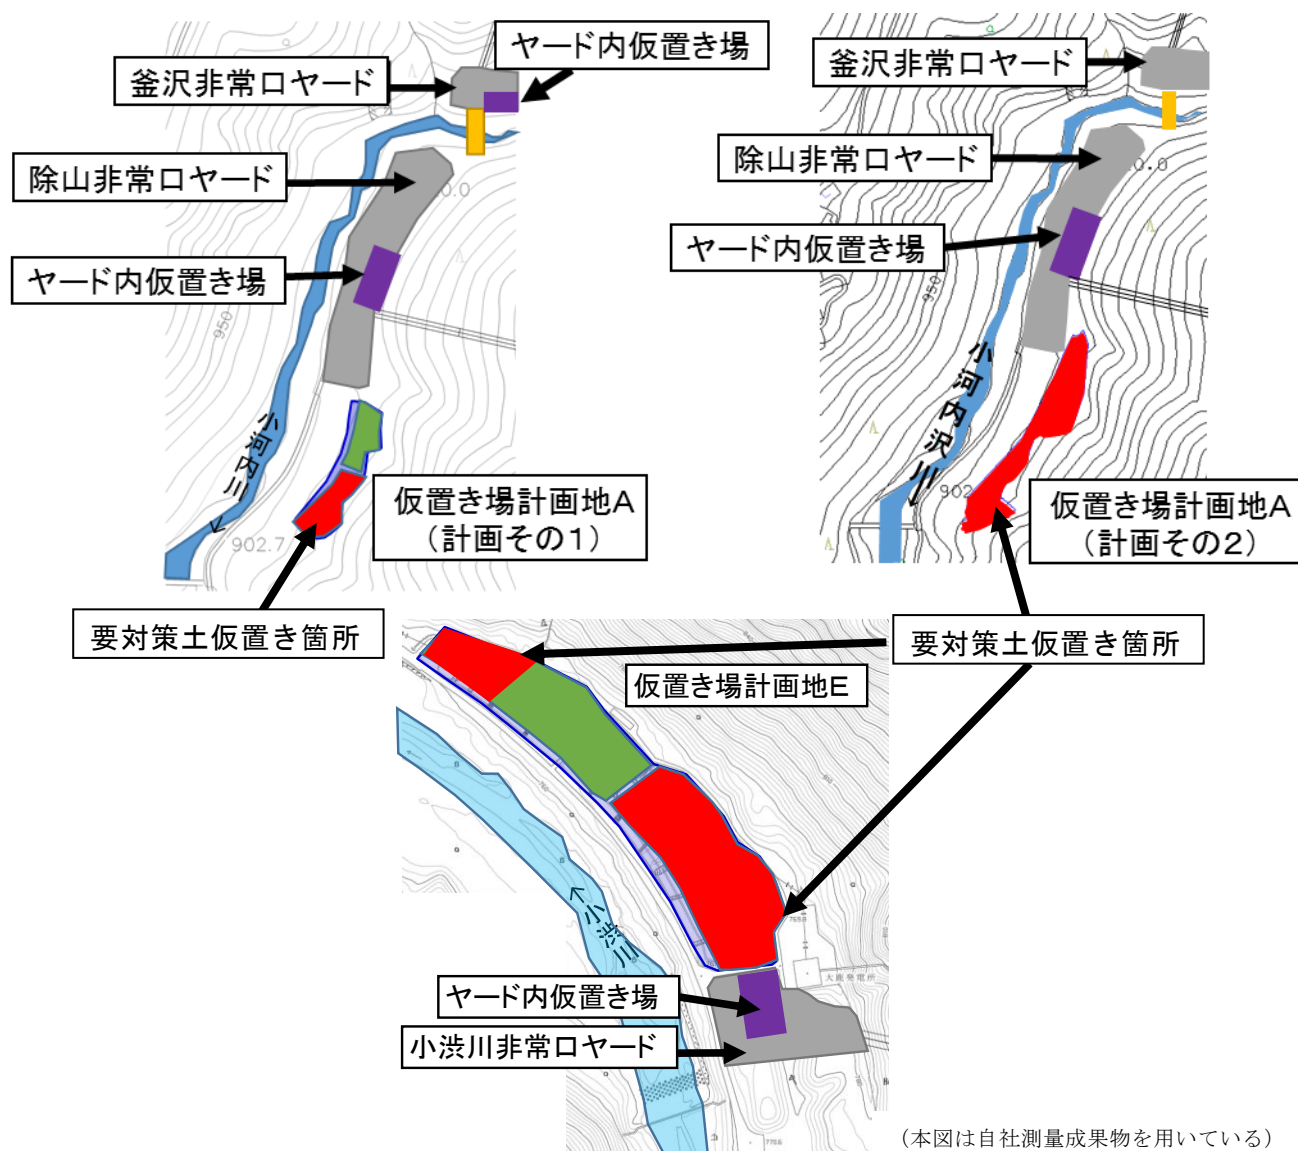 ヤード内仮置き場
釜沢非常口ヤード
除山非常口ヤード
ヤード内仮置き場
950
小河内川
902.7
仮置き場計画地A
（計画その１）
要対策土仮置き箇所
釜沢非常口ヤード
除山非常口ヤード
ヤード内仮置き場
950
小河内沢川
902
仮置き場計画地A
（計画その２）
要対策土仮置き箇所
仮置き場計画地E
小渋川
大鹿発電所
ヤード内仮置き場
小渋川非常口ヤード
（本図は自社測量成果物を用いている）